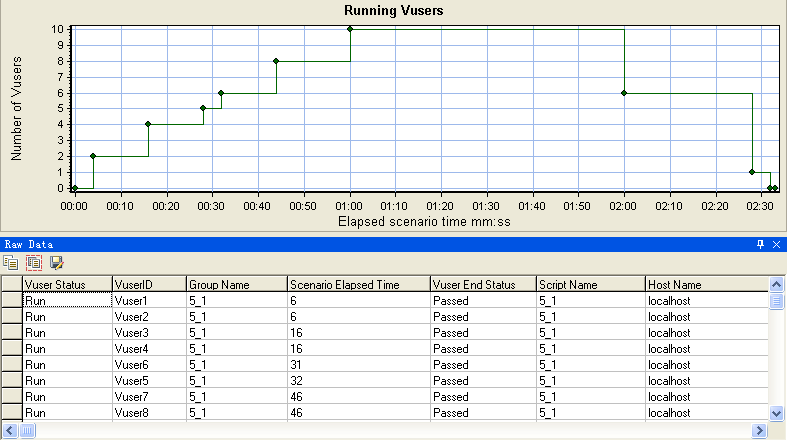 Running Vusers
Number of Vusers
10
9
8
7
6
5
4
3
2
1
0
00:00 00:10 00:20 00:30 00:40 00:50 01:00 01:10 01:20 01:30 01:40 01:50 02:00 02:10 02:20 02:30
Elapsed scenario time mm:ss
Raw Data
Vuser Status VuserID Group Name Scenario Elapsed Time Vuser End Status Script Name Host Name
Run Vuser1 5_1 6 Passed 5_1 localhost
Run Vuser2 5_1 6 Passed 5_1 localhost
Run Vuser3 5_1 16 Passed 5_1 localhost
Run Vuser4 5_1 16 Passed 5_1 localhost
Run Vuser6 5_1 31 Passed 5_1 localhost
Run Vuser5 5_1 32 Passed 5_1 localhost
Run Vuser7 5_1 46 Passed 5_1 localhost
Run Vuser8 5_1 46 Passed 5_1 localhost